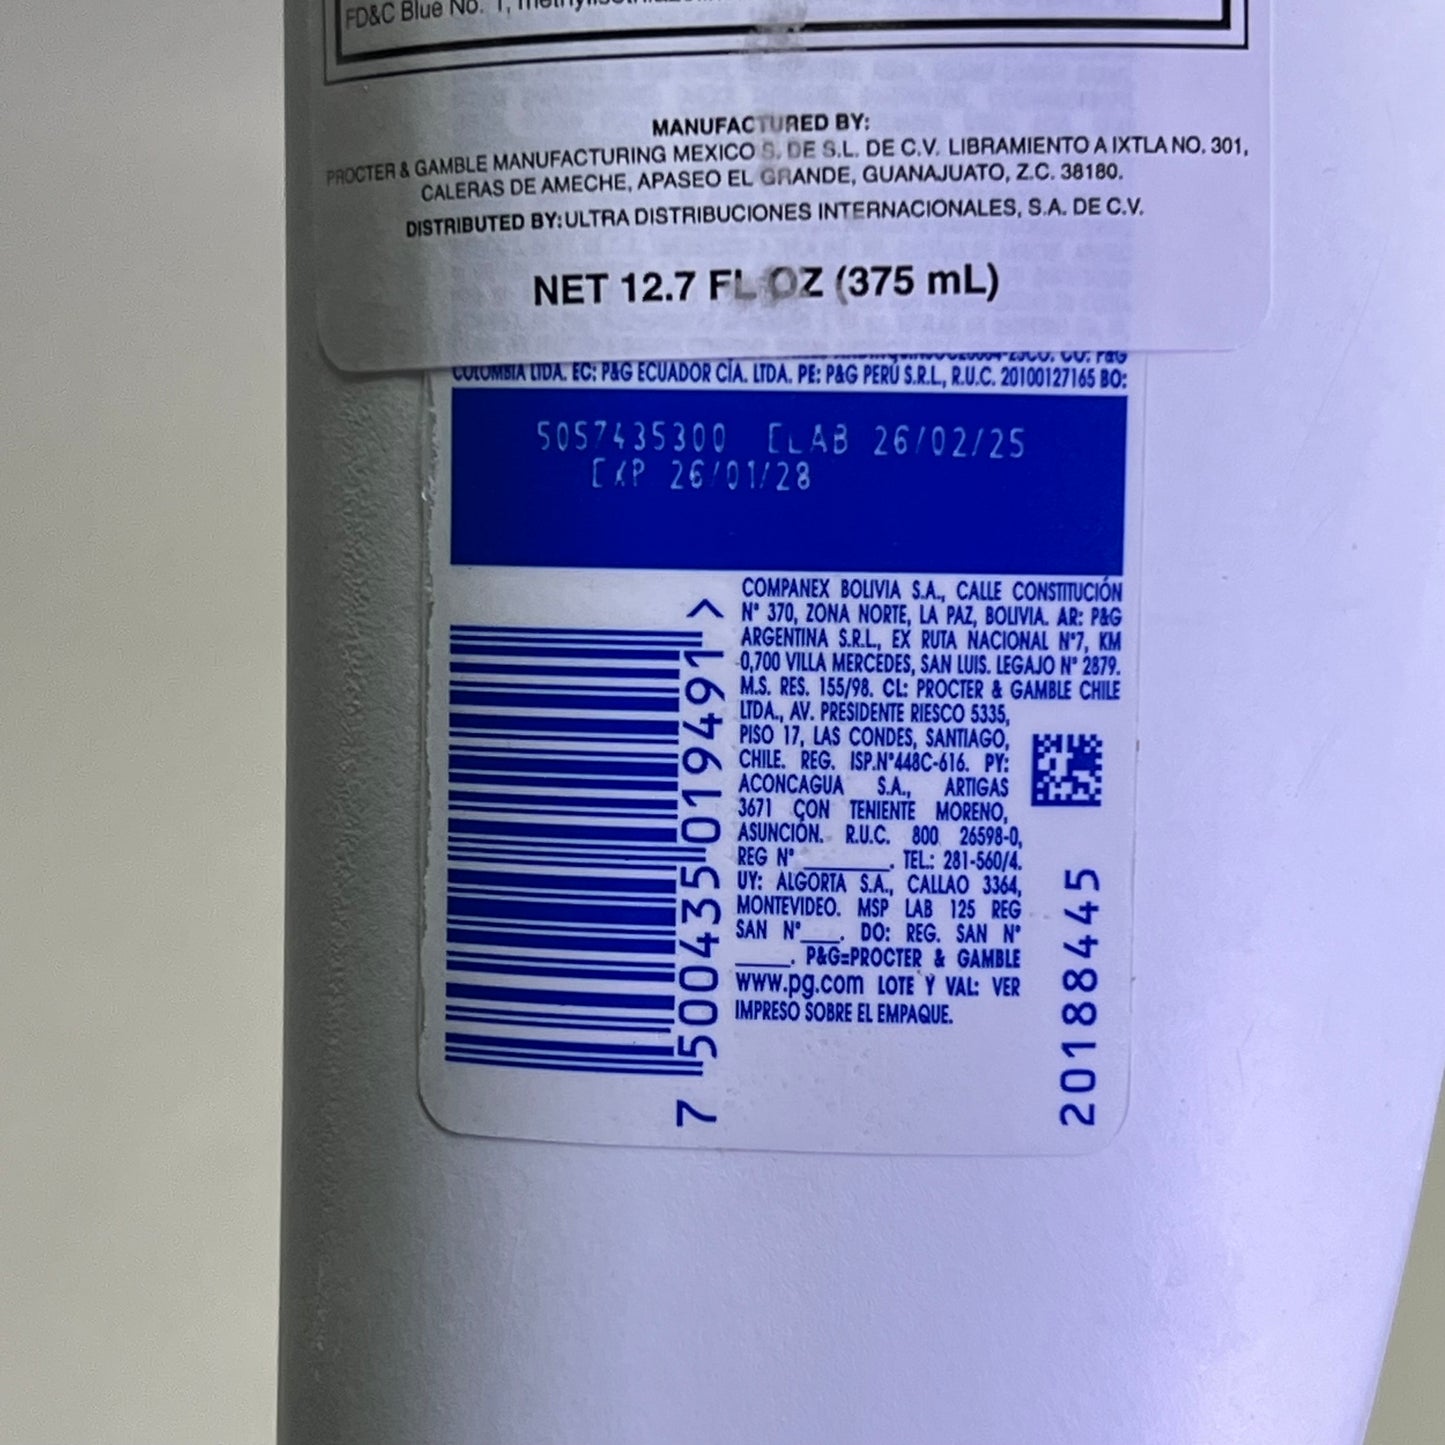 FD&C Blue No. 1,
MANUFACTURED BY:
PROCTER & GAMBLE MANUFACTURING MEXICO S. DE S.L. DE C.V. LIBRAMIENTO A IXTLA NO. 301,
CALERAS DE AMECHE, APASEO EL GRANDE, GUANAJUATO, Z.C. 38180.
DISTRIBUTED BY: ULTRA DISTRIBUCIONES INTERNACIONALES, S.A. DE C.V.
NET 12.7 FL OZ (375 mL)
CO: P&G
COLOMBIA LTDA. EC: P&G ECUADOR CÍA. LTDA. PE: P&G PERÚ S.R.L, R.U.C. 20100127165 BO:
5057435300 ELAB 26/02/25
EXP 26/01/28
COMPANEX BOLIVIA S.A., CALLE CONSTITUCIÓN
N° 370, ZONA NORTE, LA PAZ, BOLIVIA. AR: P&G
ARGENTINA S.R.L, EX RUTA NACIONAL N°7, KM
0,700 VILLA MERCEDES, SAN LUIS. LEGAJO N° 2879.
M.S. RES. 155/98. CL: PROCTER & GAMBLE CHILE
LTDA., AV. PRESIDENTE RIESCO 5335,
PISO 17, LAS CONDES, SANTIAGO,
CHILE. REG. ISP.N°448C-616. PY:
ACONCAGUA S.A., ARTIGAS
3671 CON TENIENTE MORENO,
ASUNCIÓN. R.U.C. 800 26598-0,
REG N° ________. TEL.: 281-560/4.
UY: ALGORTA S.A., CALLAO 3364,
MONTEVIDEO. MSP LAB 125 REG
SAN N°____. DO: REG. SAN N°
_____. P&G=PROCTER & GAMBLE
www.pg.com LOTE Y VAL: VER
IMPRESO SOBRE EL EMPAQUE.
7 500435 019491 >
20188445